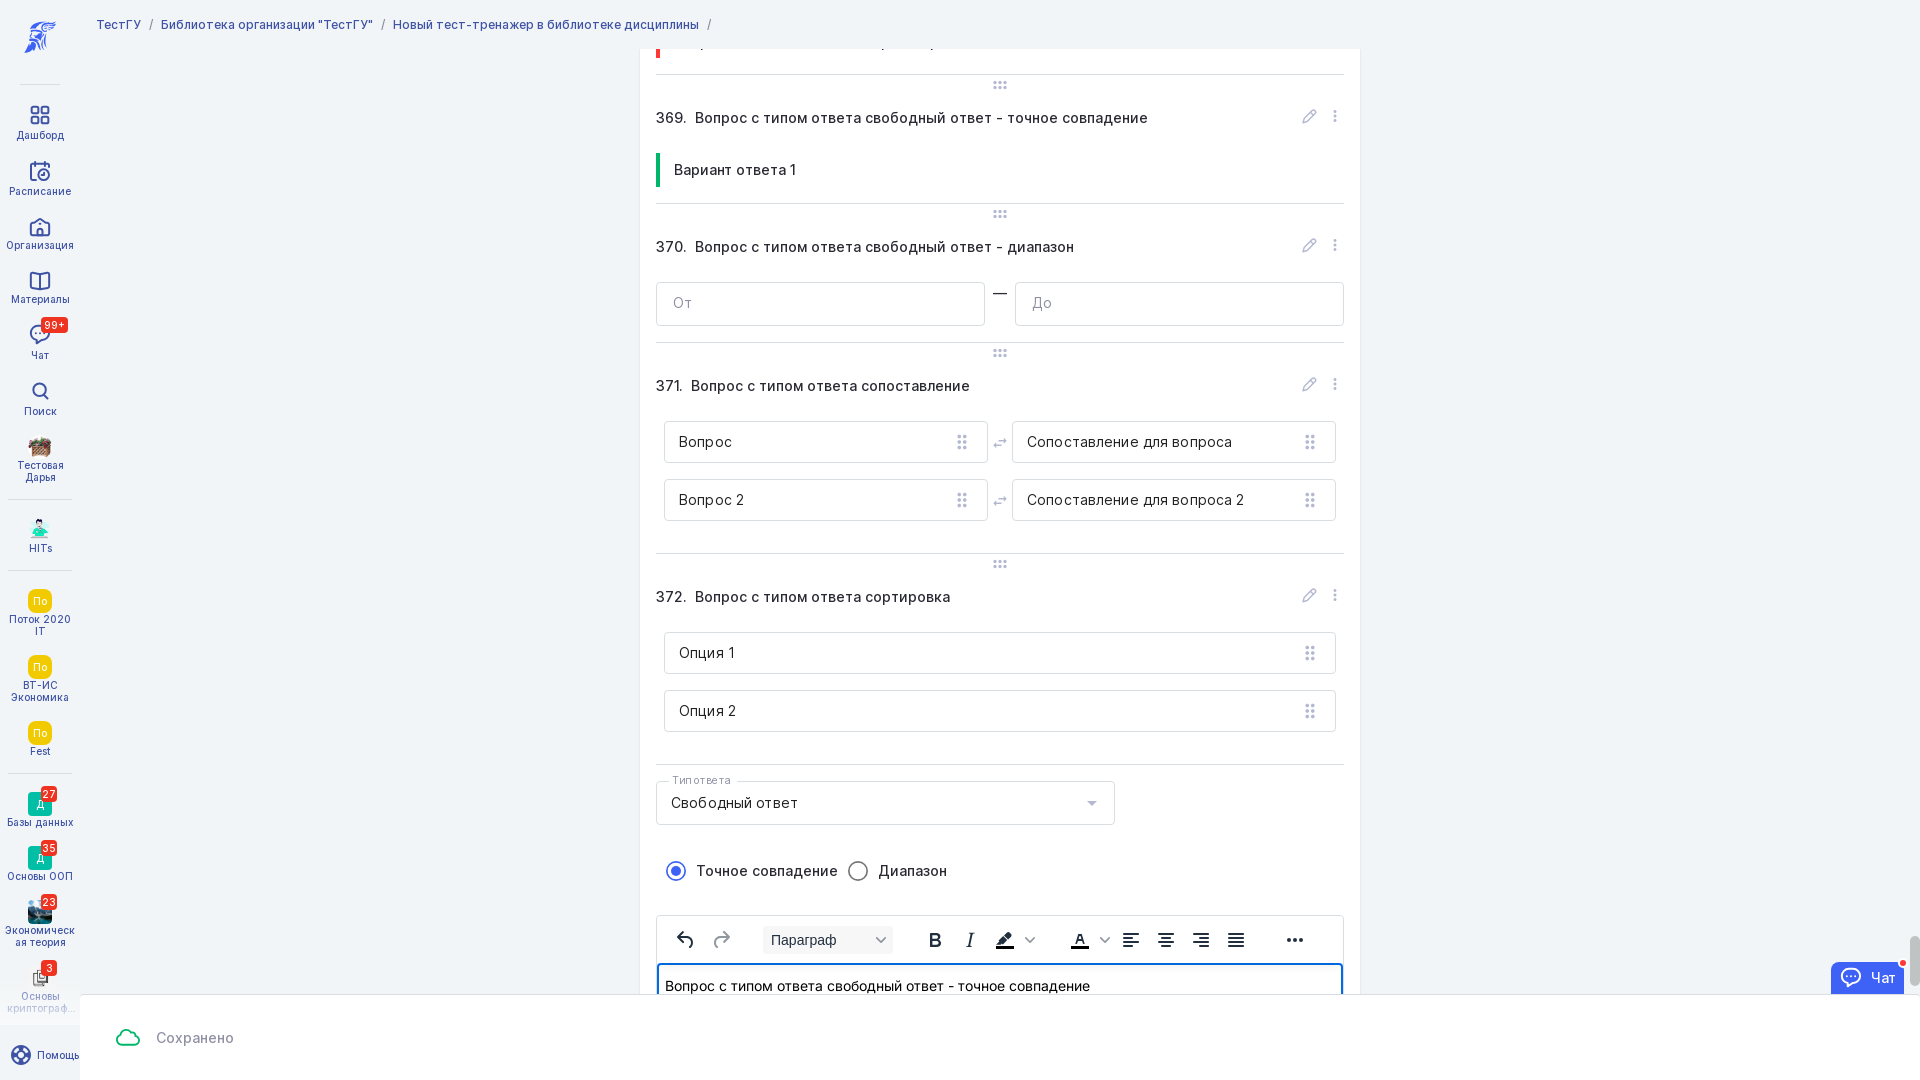 ТестГУ / Библиотека организации "ТестГУ" / Новый тест-тренажер в библиотеке дисциплины /
Дашборд
Расписание
Организация
Материалы
99+
Чат
Поиск
Тестовая
Дарья
HITs
По
Поток 2020
IT
По
ВТ-ИС
Экономика
По
Fest
27
Д
Базы данных
35
Д
Основы ООП
23
Экономическ
ая теория
3
Основы
криптограф...
Помощь
369. Вопрос с типом ответа свободный ответ - точное совпадение
Вариант ответа 1
370. Вопрос с типом ответа свободный ответ - диапазон
От — До
371. Вопрос с типом ответа сопоставление
Вопрос Сопоставление для вопроса
Вопрос 2 Сопоставление для вопроса 2
372. Вопрос с типом ответа сортировка
Опция 1
Опция 2
Тип ответа
Свободный ответ
Точное совпадение Диапазон
Параграф
Вопрос с типом ответа свободный ответ - точное совпадение
Чат
Сохранено